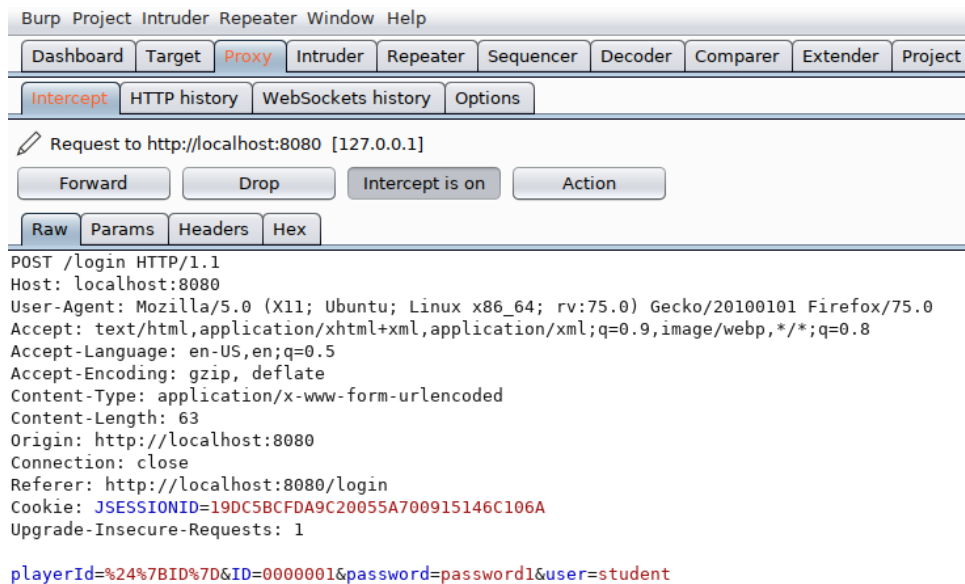 Burp Project Intruder Repeater Window Help
Dashboard Target Proxy Intruder Repeater Sequencer Decoder Comparer Extender Project
Intercept HTTP history WebSockets history Options
Request to http://localhost:8080 [127.0.0.1]
Forward Drop Intercept is on Action
Raw Params Headers Hex
POST /login HTTP/1.1
Host: localhost:8080
User-Agent: Mozilla/5.0 (X11; Ubuntu; Linux x86_64; rv:75.0) Gecko/20100101 Firefox/75.0
Accept: text/html,application/xhtml+xml,application/xml;q=0.9,image/webp,*/*;q=0.8
Accept-Language: en-US,en;q=0.5
Accept-Encoding: gzip, deflate
Content-Type: application/x-www-form-urlencoded
Content-Length: 63
Origin: http://localhost:8080
Connection: close
Referer: http://localhost:8080/login
Cookie: JSESSIONID=19DC5BCFDA9C20055A700915146C106A
Upgrade-Insecure-Requests: 1
playerId=%24%7BID%7D&ID=0000001&password=password1&user=student